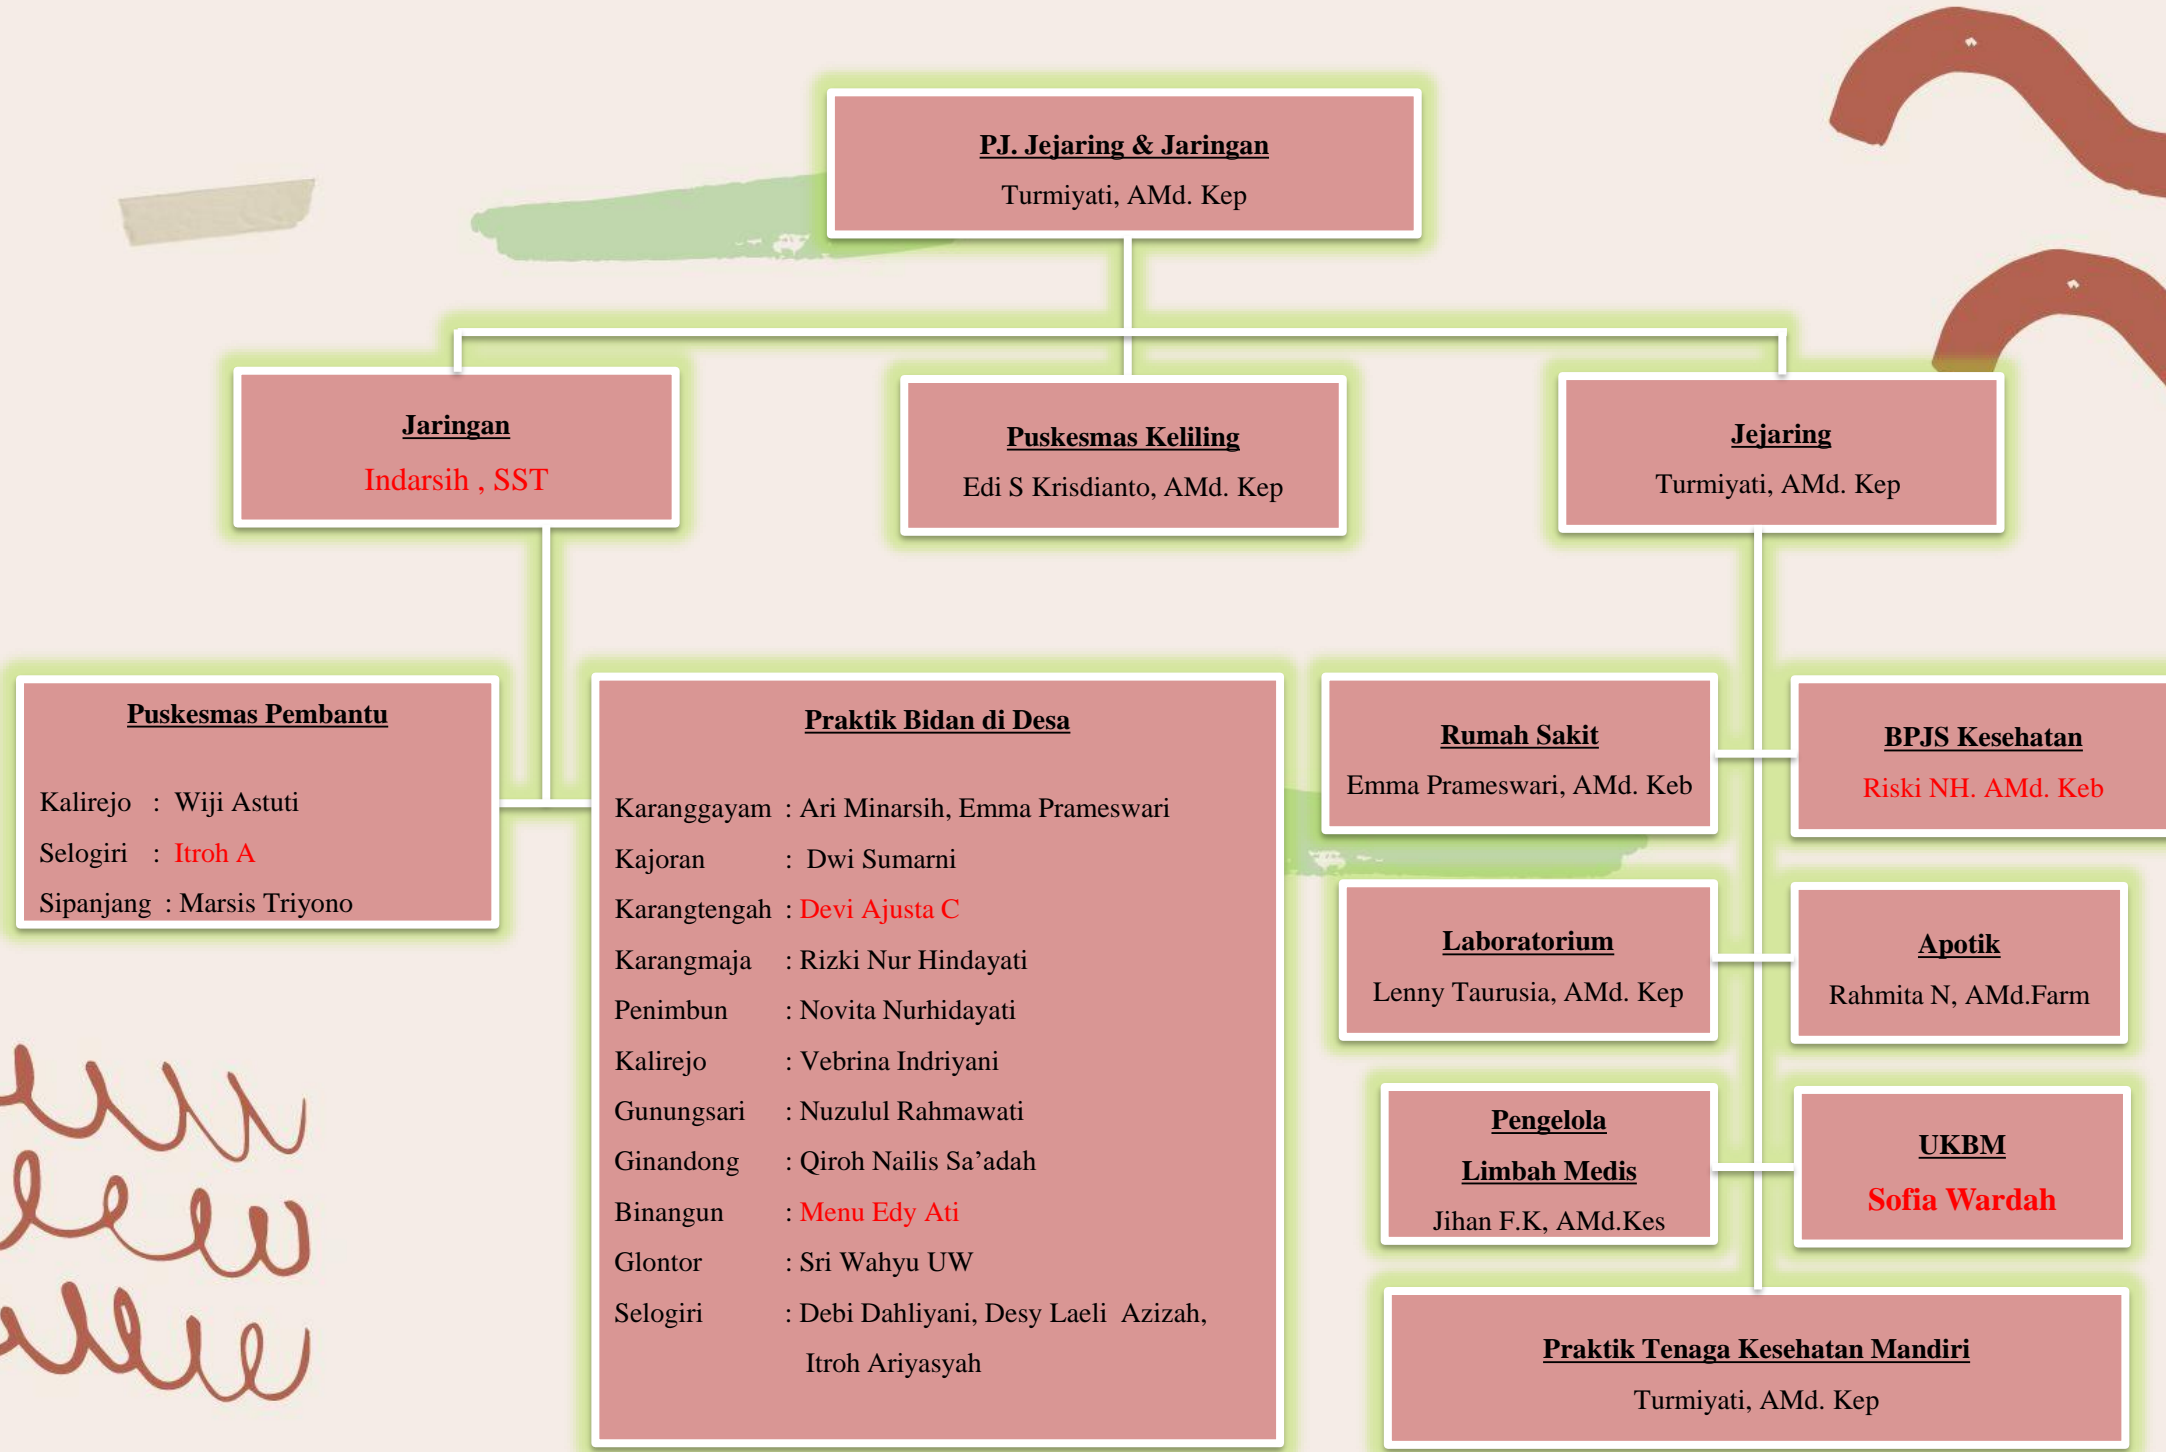 PJ. Jejaring & Jaringan
Turmiyati, AMd. Kep
Jaringan
Indarsih , SST
Puskesmas Keliling
Edi S Krisdianto, AMd. Kep
Jejaring
Turmiyati, AMd. Kep
Puskesmas Pembantu
Kalirejo : Wiji Astuti
Selogiri : Itroh A
Sipanjang : Marsis Triyono
Praktik Bidan di Desa
Karanggayam : Ari Minarsih, Emma Prameswari
Kajoran : Dwi Sumarni
Karangtengah : Devi Ajusta C
Karangmaja : Rizki Nur Hindayati
Penimbun : Novita Nurhidayati
Kalirejo : Vebrina Indriyani
Gunungsari : Nuzulul Rahmawati
Ginandong : Qiroh Nailis Sa’adah
Binangun : Menu Edy Ati
Glontor : Sri Wahyu UW
Selogiri : Debi Dahliyani, Desy Laeli Azizah,
Itroh Ariyasyah
Rumah Sakit
Emma Prameswari, AMd. Keb
BPJS Kesehatan
Riski NH. AMd. Keb
Laboratorium
Lenny Taurusia, AMd. Kep
Apotik
Rahmita N, AMd.Farm
Pengelola
Limbah Medis
Jihan F.K, AMd.Kes
UKBM
Sofia Wardah
Praktik Tenaga Kesehatan Mandiri
Turmiyati, AMd. Kep